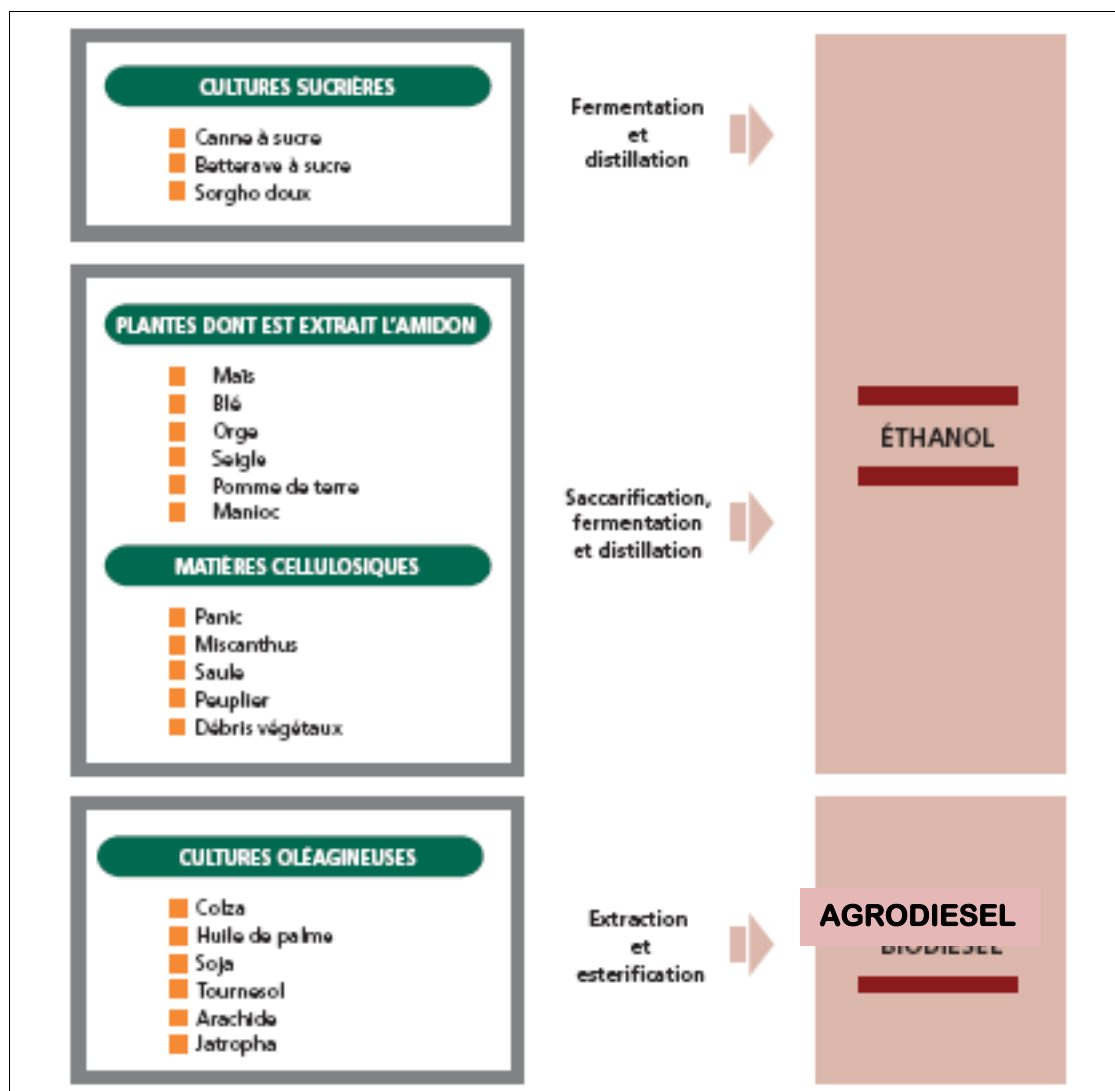 CULTURES SUCRIÈRES
Canne à sucre
Betterave à sucre
Sorgho doux
Fermentation
et
distillation
PLANTES DONT EST EXTRAIT L'AMIDON
Maïs
Blé
Orge
Seigle
Pomme de terre
Manioc
MATIÈRES CELLULOSIQUES
Panic
Miscanthus
Saule
Peuplier
Débris végétaux
Saccarification,
fermentation
et distillation
ÉTHANOL
CULTURES OLÉAGINEUSES
Colza
Huile de palme
Soja
Tournesol
Arachide
Jatropha
Extraction
et
esterification
AGRODIESEL
BIODIESEL